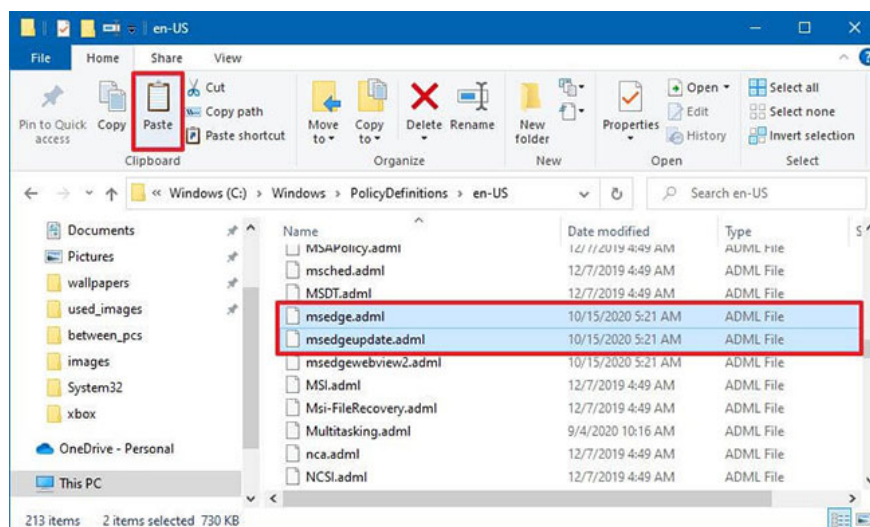 en-US
File Home Share View
Pin to Quick access
Copy
Paste
Cut
Copy path
Paste shortcut
Clipboard
Move to
Copy to
Delete
Rename
Organize
New folder
New
Properties
Open
Edit
History
Open
Select all
Select none
Invert selection
Select
« Windows (C:) > Windows > PolicyDefinitions > en-US
Search en-US
Documents
Pictures
wallpapers
used_images
between_pcs
images
System32
xbox
OneDrive - Personal
This PC
Name Date modified Type S
MSAPolicy.adml 12/7/2019 4:49 AM ADML File
msched.adml 12/7/2019 4:49 AM ADML File
MSDT.adml 12/7/2019 4:49 AM ADML File
msedge.adml 10/15/2020 5:21 AM ADML File
msedgeupdate.adml 10/15/2020 5:21 AM ADML File
msedgewebview2.adml 10/15/2020 5:21 AM ADML File
MSI.adml 12/7/2019 4:49 AM ADML File
Msi-FileRecovery.adml 12/7/2019 4:49 AM ADML File
Multitasking.adml 9/4/2020 10:16 AM ADML File
nca.adml 12/7/2019 4:49 AM ADML File
NCSI.adml 12/7/2019 4:49 AM ADML File
213 items 2 items selected 730 KB